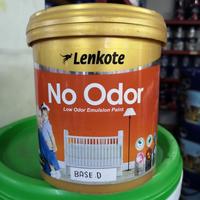 Lenkote
No Odor
Low Odor Emulsion Paint
BASE.D